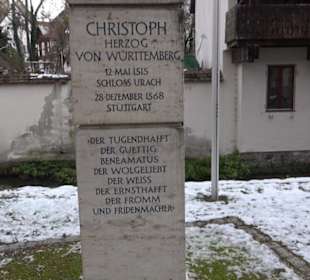 CHRISTOPH
HERZOG
VON WÜRTTEMBERG
12. MAI 1515
SCHLOSS URACH
28. DEZEMBER 1568
STUTTGART
"DER TUGENDHAFFT
DER GUETTIG
BENEAMATUS
DER WOLGELIEBT
DER WEISS
DER ERNSTHAFFT
DER FROMM
UND FRIDENMACHER"